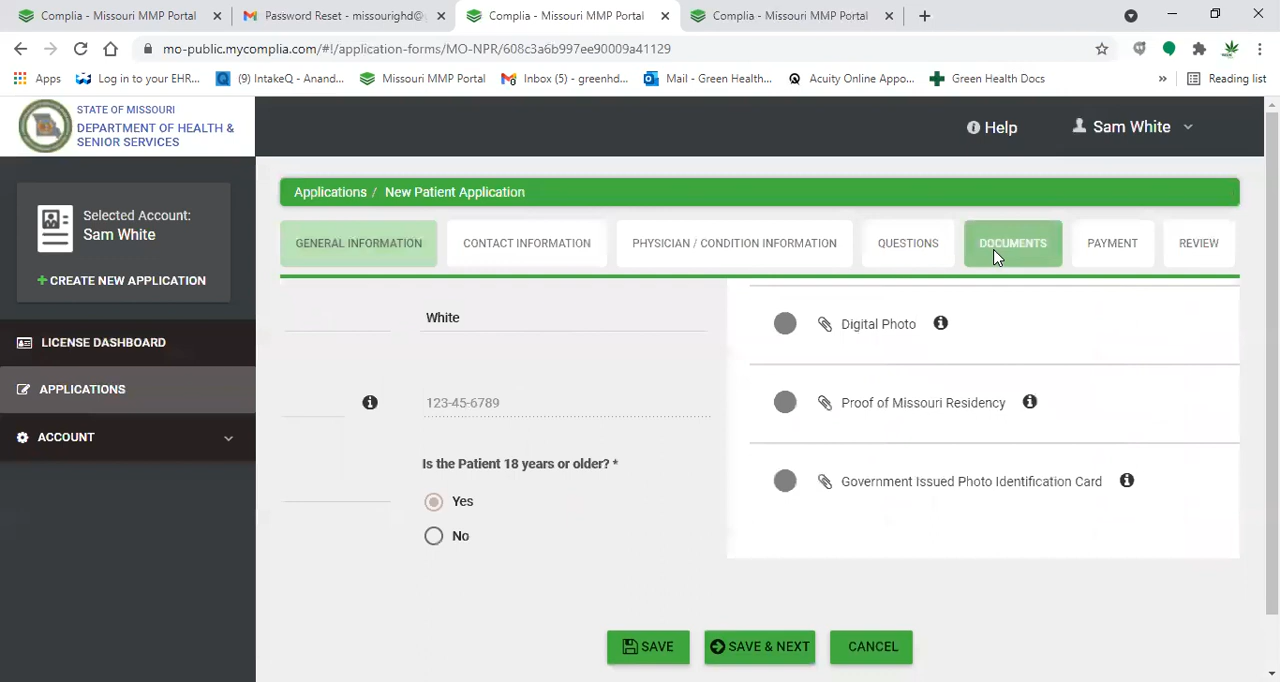 Complia - Missouri MMP Portal
Password Reset - missourighd@
Complia - Missouri MMP Portal
Complia - Missouri MMP Portal
mo-public.mycomplia.com/#!/application-forms/MO-NPR/608c3a6b997ee90009a41129
Apps
Log in to your EHR...
(9) IntakeQ - Anand...
Missouri MMP Portal
Inbox (5) - greenhd...
Mail - Green Health...
Acuity Online Appo...
Green Health Docs
»
Reading list
STATE OF MISSOURI
DEPARTMENT OF HEALTH &
SENIOR SERVICES
Help
Sam White
Selected Account:
Sam White
+ CREATE NEW APPLICATION
LICENSE DASHBOARD
APPLICATIONS
ACCOUNT
Applications / New Patient Application
GENERAL INFORMATION
CONTACT INFORMATION
PHYSICIAN / CONDITION INFORMATION
QUESTIONS
DOCUMENTS
PAYMENT
REVIEW
White
123-45-6789
Is the Patient 18 years or older? *
Yes
No
Digital Photo
Proof of Missouri Residency
Government Issued Photo Identification Card
SAVE
SAVE & NEXT
CANCEL